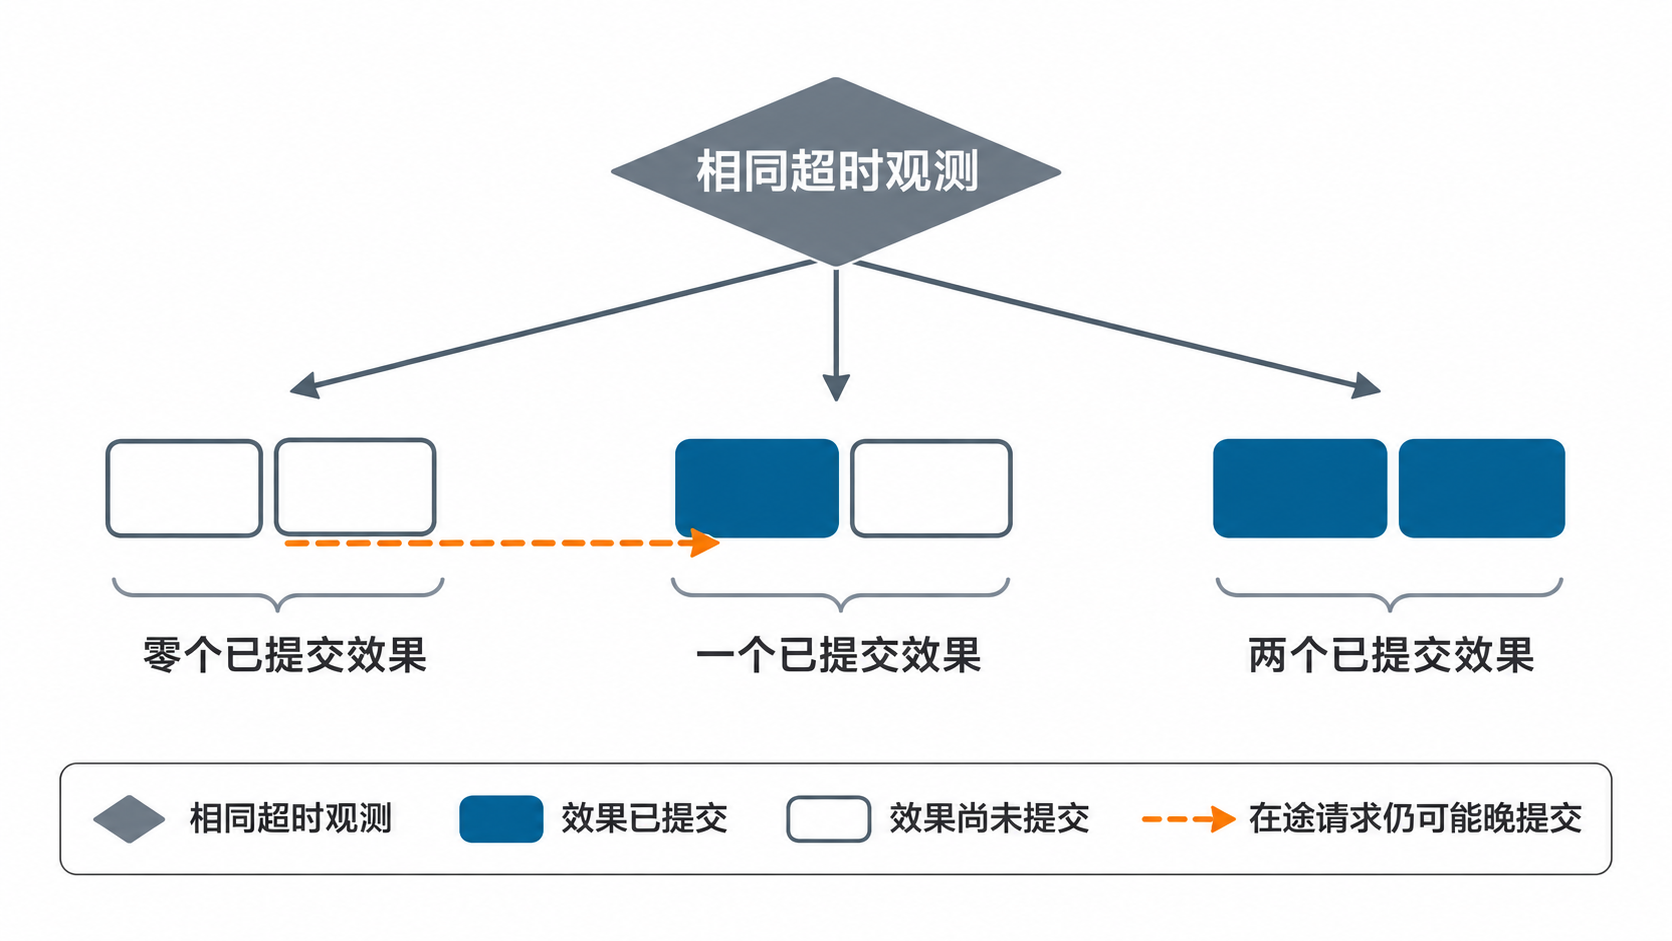 相同超时观测
零个已提交效果
一个已提交效果
两个已提交效果
相同超时观测
效果已提交
效果尚未提交
在途请求仍可能晚提交